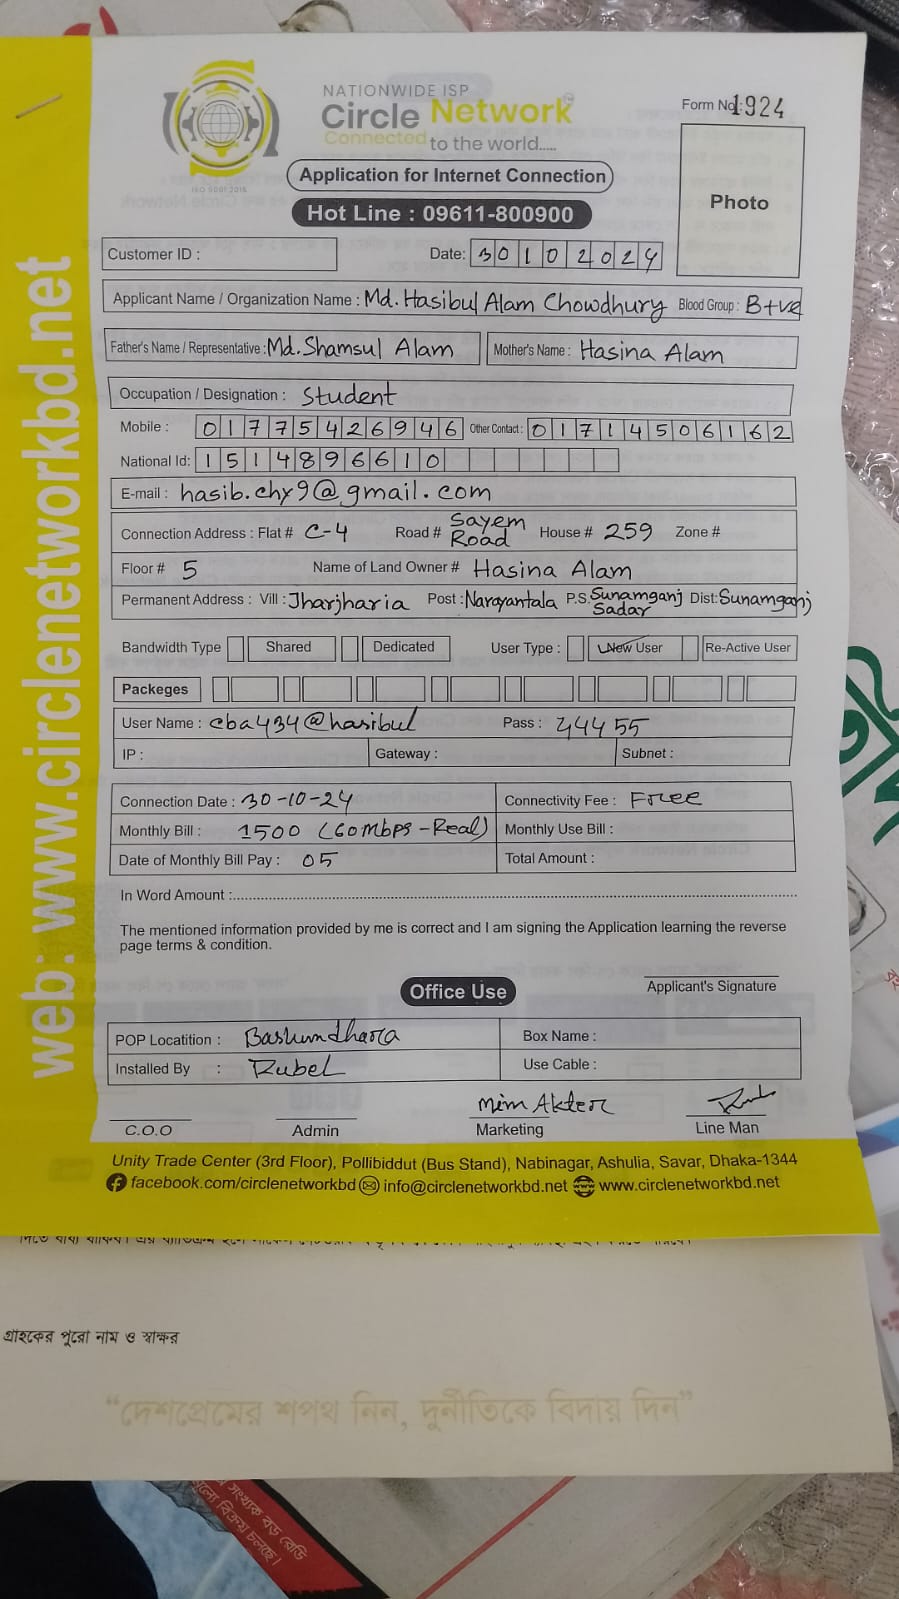 NATIONWIDE ISP
Circle Network
Connected to the world.....
ISO 9001:2015
Form No: 1924
Application for Internet Connection
Hot Line : 09611-800900
Photo
Customer ID :
Date: 30102024
Applicant Name / Organization Name : Md. Hasibul Alam Chowdhury Blood Group : B+ve
Father's Name / Representative : Md. Shamsul Alam Mother's Name : Hasina Alam
Occupation / Designation : Student
Mobile : 01775426946 Other Contact : 01714506162
National Id: 1514896610
E-mail : hasib.chy9@gmail.com
Connection Address : Flat # C-4 Road # Sayem Road House # 259 Zone #
Floor # 5 Name of Land Owner # Hasina Alam
Permanent Address : Vill : Jharjharia Post : Narayantala P.S: Sunamganj Sadar Dist: Sunamganj
Bandwidth Type Shared Dedicated User Type : New User Re-Active User
Packeges
User Name : cba434@hasibul Pass : 44455
IP : Gateway : Subnet :
Connection Date : 30-10-24 Connectivity Fee : Free
Monthly Bill : 1500 (60Mbps - Real) Monthly Use Bill :
Date of Monthly Bill Pay : 05 Total Amount :
In Word Amount :
The mentioned information provided by me is correct and I am signing the Application learning the reverse
page terms & condition.
Applicant's Signature
Office Use
POP Locatition : Bashundhara Box Name :
Installed By : Rubel Use Cable :
Mim Akter
C.O.O Admin Marketing Line Man
Unity Trade Center (3rd Floor), Pollibiddut (Bus Stand), Nabinagar, Ashulia, Savar, Dhaka-1344
facebook.com/circlenetworkbd info@circlenetworkbd.net www.circlenetworkbd.net
web: www.circlenetworkbd.net
গ্রাহকের পুরো নাম ও স্বাক্ষর
“দেশপ্রেমের শপথ নিন, দুর্নীতিকে বিদায় দিন”
সংখ্যক বড় রেডি
মূল্যে বিক্রয় চলছে।